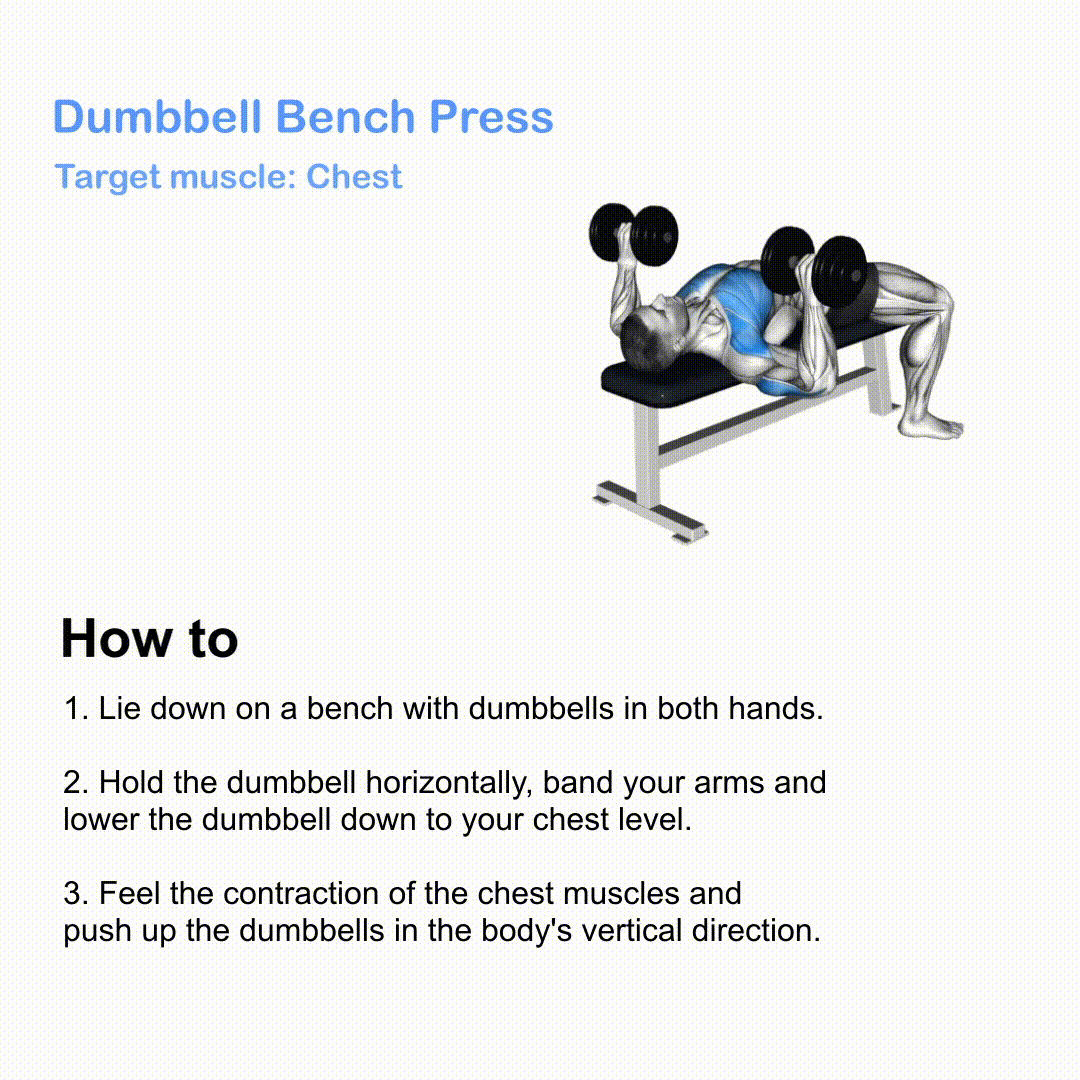 Dumbbell Bench Press
Target muscle: Chest
How to
1. Lie down on a bench with dumbbells in both hands.
2. Hold the dumbbell horizontally, band your arms and
lower the dumbbell down to your chest level.
3. Feel the contraction of the chest muscles and
push up the dumbbells in the body's vertical direction.